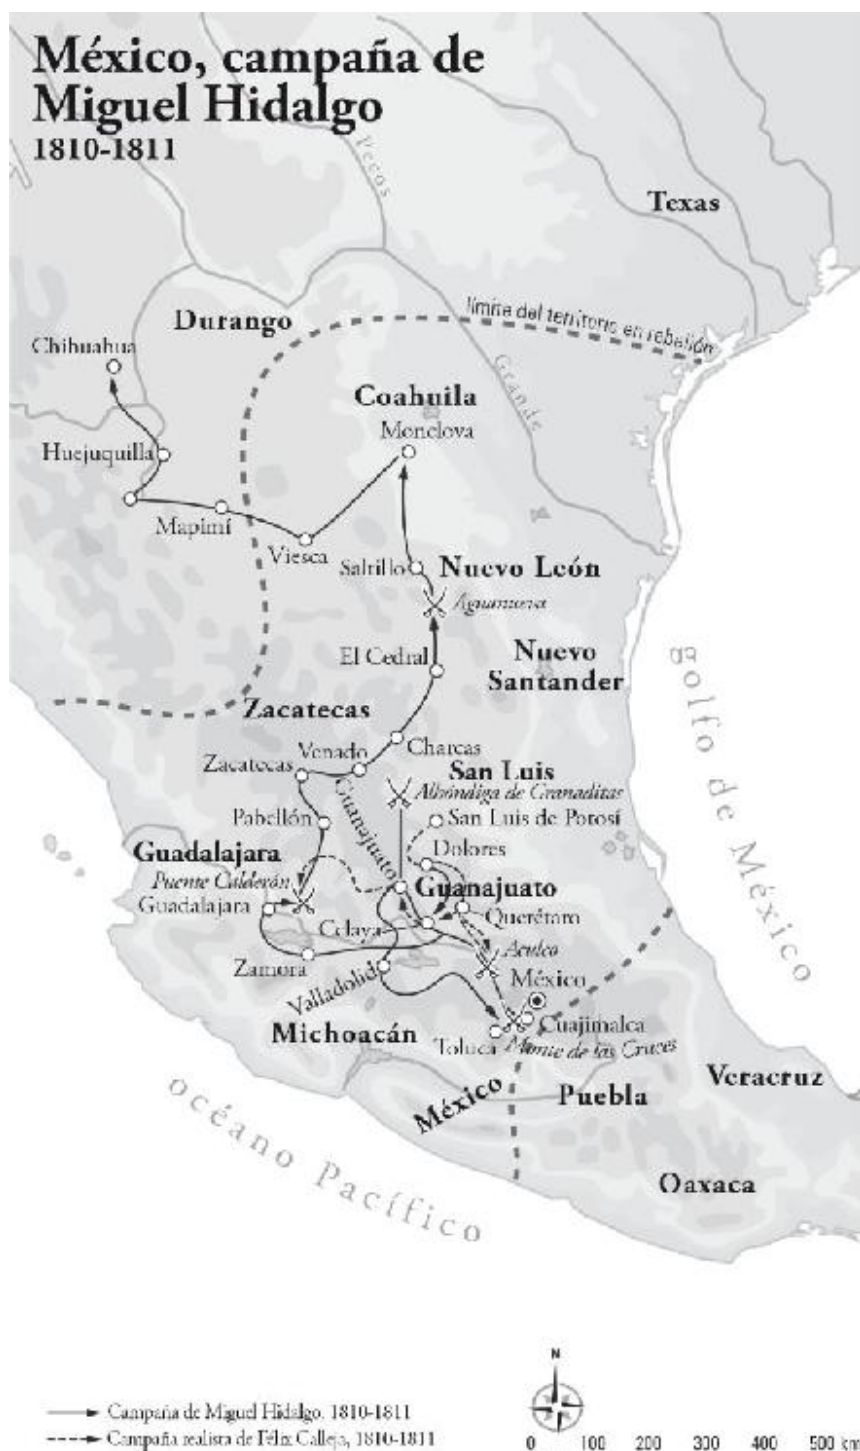 México, campaña de
Miguel Hidalgo
1810-1811
Pecos
Texas
límite del territorio en rebelión
Durango
Chihuahua
Grande
Coahuila
Monclova
Huejuquilla
Mapimí
Viesca
Saltillo
Nuevo León
Aguanueva
El Cedral
Nuevo
Santander
golfo de México
Zacatecas
Charcas
Venado
Zacatecas
San Luis
Alhóndiga de Granaditas
Guanajuato
Pabellón
San Luis de Potosí
Guadalajara
Dolores
Puente Calderón
Guanajuato
Guadalajara
Querétaro
Celaya
Aculco
Zamora
Valladolid
México
Cuajimalca
Michoacán
Toluca
Monte de las Cruces
México
Puebla
Veracruz
Oaxaca
océano Pacífico
N
Campaña de Miguel Hidalgo, 1810-1811
Campaña realista de Félix Calleja, 1810-1811
0 100 200 300 400 500 km